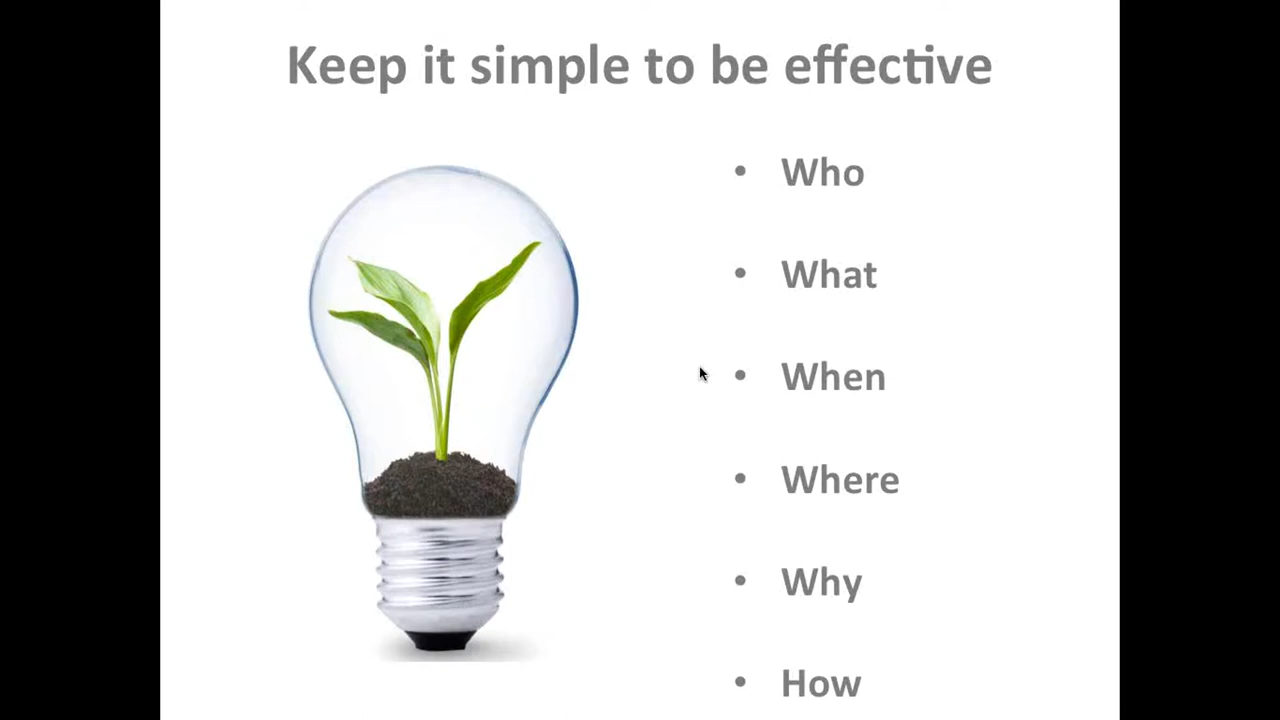 Keep it simple to be effective
• Who
• What
• When
• Where
• Why
• How